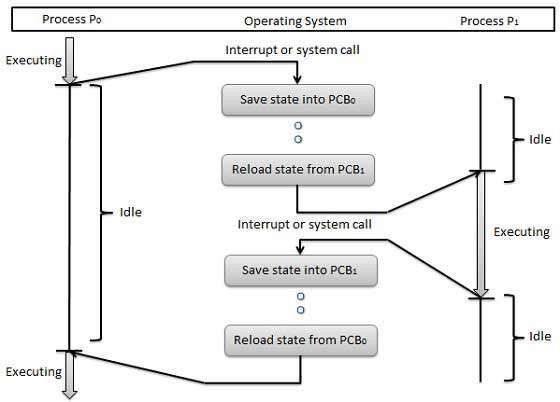 Process P₀ Operating System Process P₁
Interrupt or system call
Executing
Save state into PCB₀
Idle
Reload state from PCB₁
Idle
Interrupt or system call
Executing
Save state into PCB₁
Idle
Reload state from PCB₀
Executing